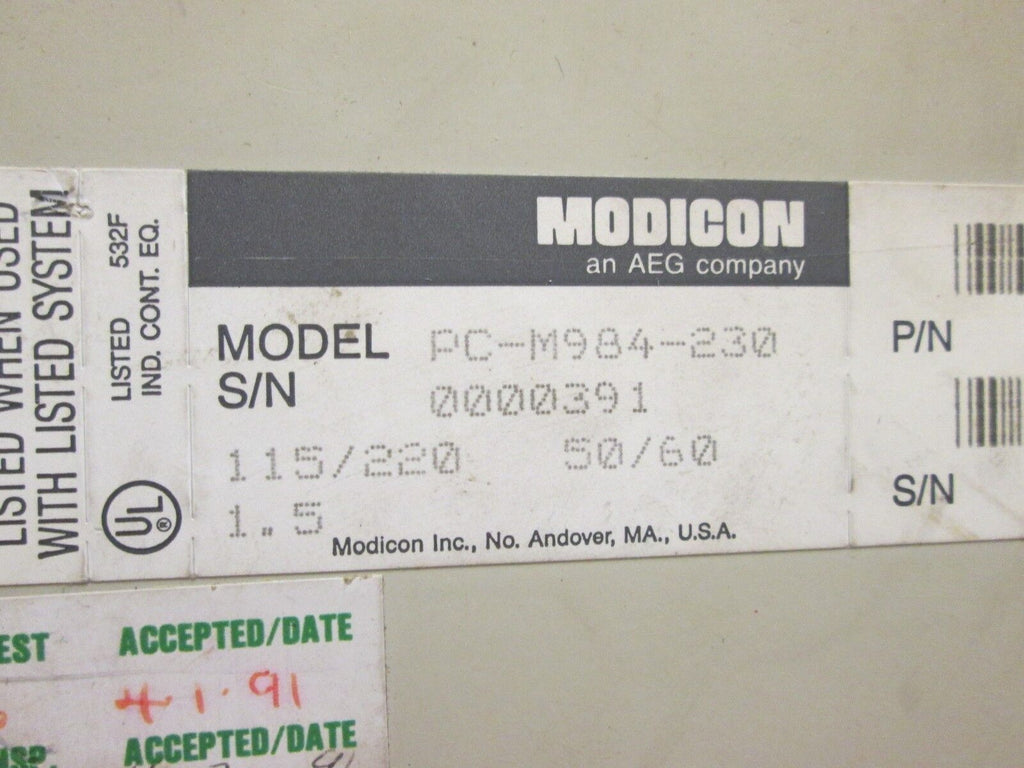 LISTED WHEN USED
WITH LISTED SYSTEM
LISTED 532F
IND. CONT. EQ.
UL®
MODICON
an AEG company
MODEL PC-M984-230
S/N 0000391
115/220 50/60
1.5
Modicon Inc., No. Andover, MA., U.S.A.
P/N
S/N
EST ACCEPTED/DATE
4.1.91
NSP. ACCEPTED/DATE